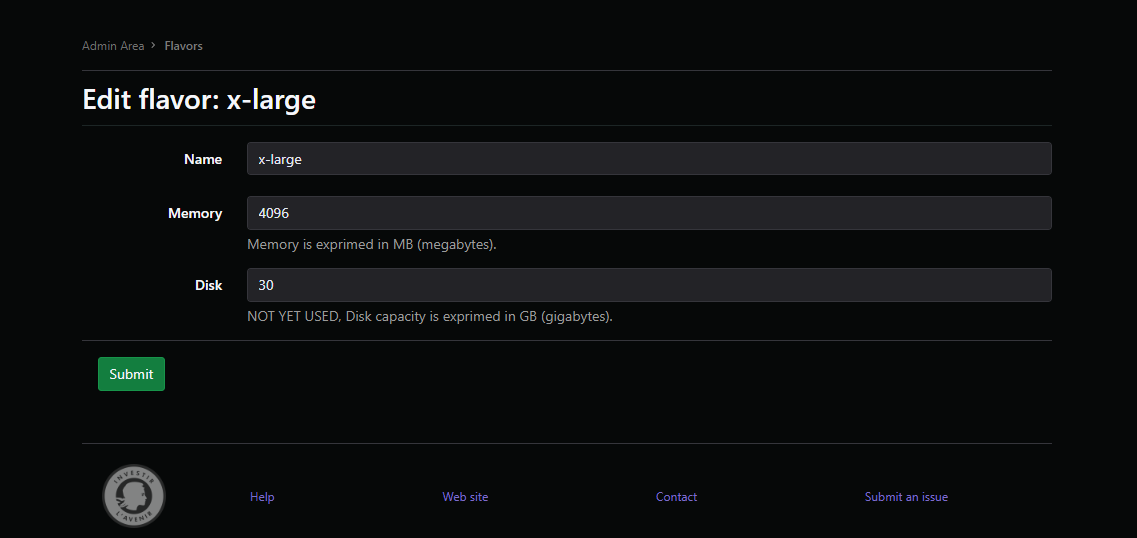 Admin Area > Flavors
Edit flavor: x-large
Name x-large
Memory 4096
Memory is exprimed in MB (megabytes).
Disk 30
NOT YET USED, Disk capacity is exprimed in GB (gigabytes).
Submit
INVESTIR L'AVENIR
Help Web site Contact Submit an issue